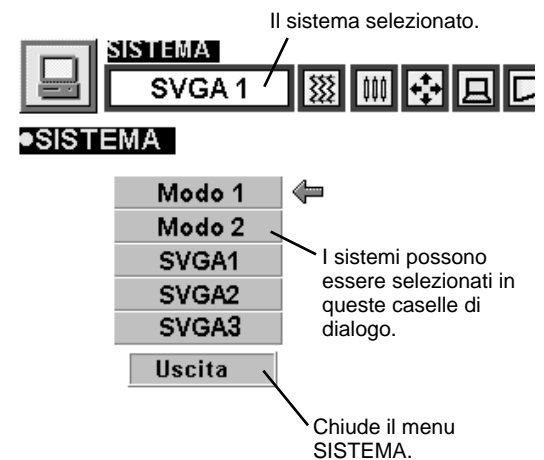 Il sistema selezionato.
SISTEMA
SVGA 1
●SISTEMA
Modo 1
Modo 2
SVGA1
SVGA2
SVGA3
Uscita
I sistemi possono
essere selezionati in
queste caselle di
dialogo.
Chiude il menu
SISTEMA.